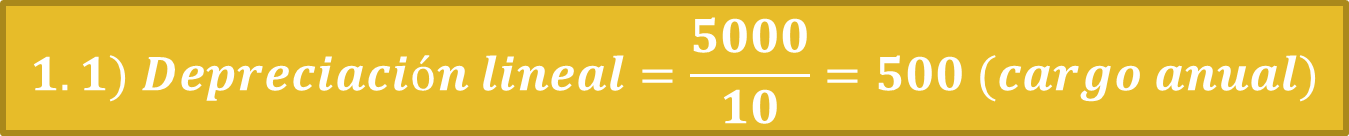 1.1) Depreciación lineal = 5000/10 = 500 (cargo anual)